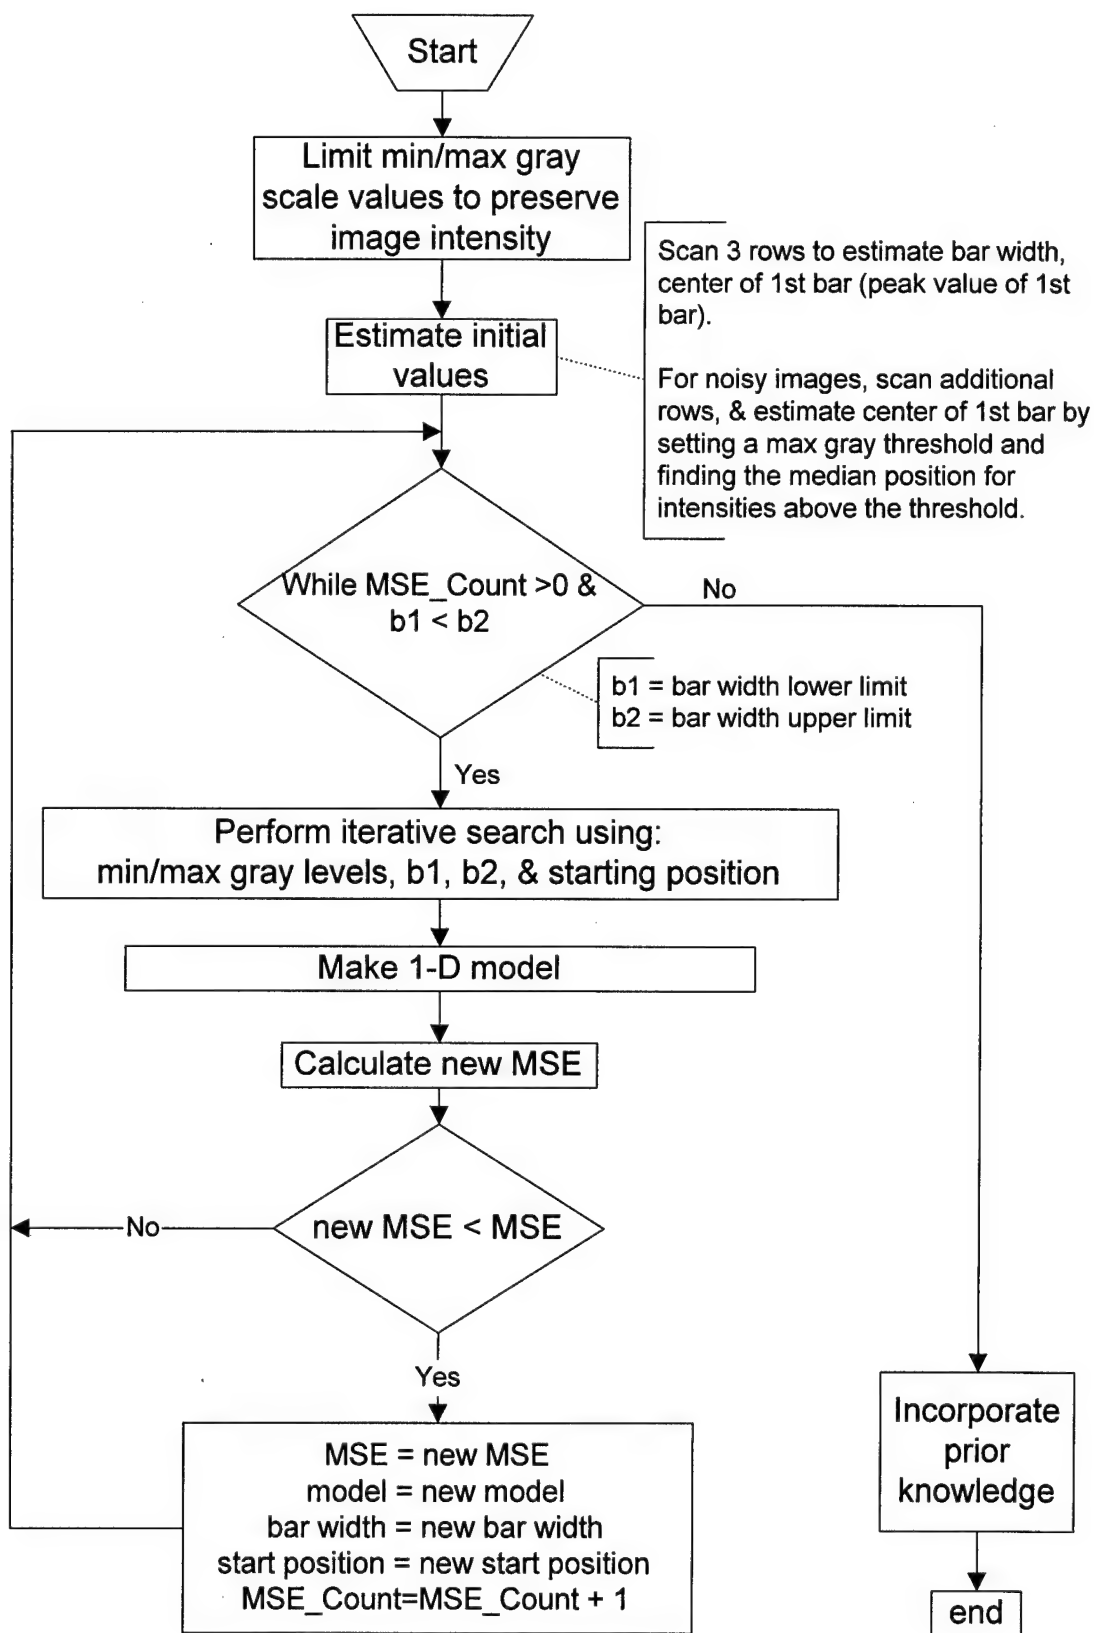 Start
Limit min/max gray
scale values to preserve
image intensity
Scan 3 rows to estimate bar width,
center of 1st bar (peak value of 1st
bar).
Estimate initial
values
For noisy images, scan additional
rows, & estimate center of 1st bar by
setting a max gray threshold and
finding the median position for
intensities above the threshold.
While MSE_Count >0 &
b1 < b2
No
b1 = bar width lower limit
b2 = bar width upper limit
Yes
Perform iterative search using:
min/max gray levels, b1, b2, & starting position
Make 1-D model
Calculate new MSE
new MSE < MSE
No
Yes
MSE = new MSE
model = new model
bar width = new bar width
start position = new start position
MSE_Count=MSE_Count + 1
Incorporate
prior
knowledge
end